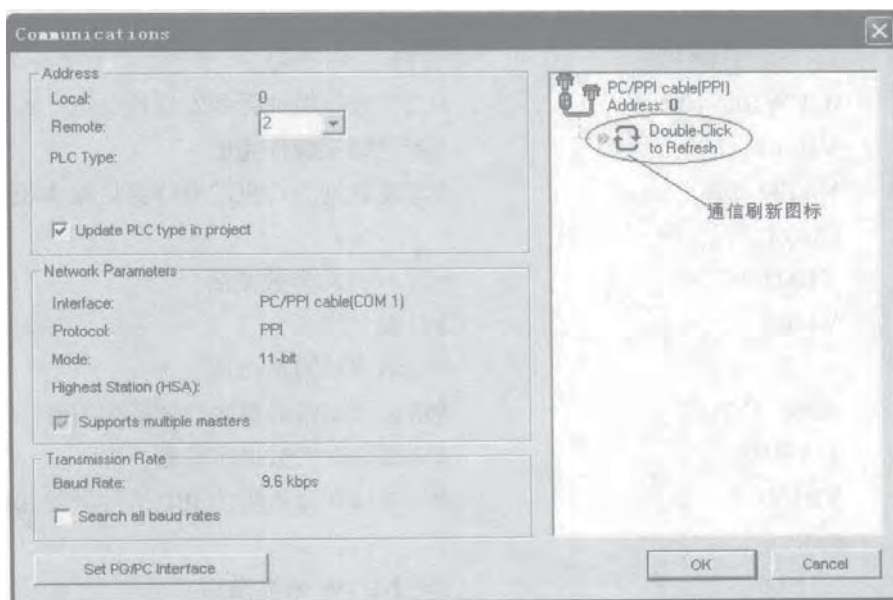 Communications
Address
Local: 0
Remote: 2
PLC Type:
Update PLC type in project
Network Parameters
Interface: PC/PPI cable(COM 1)
Protocol: PPI
Mode: 11-bit
Highest Station (HSA):
Supports multiple masters
Transmission Rate
Baud Rate: 9.6 kbps
Search all baud rates
Set PG/PC Interface
PC/PPI cable(PPI)
Address: 0
Double-Click
to Refresh
通信刷新图标
OK
Cancel